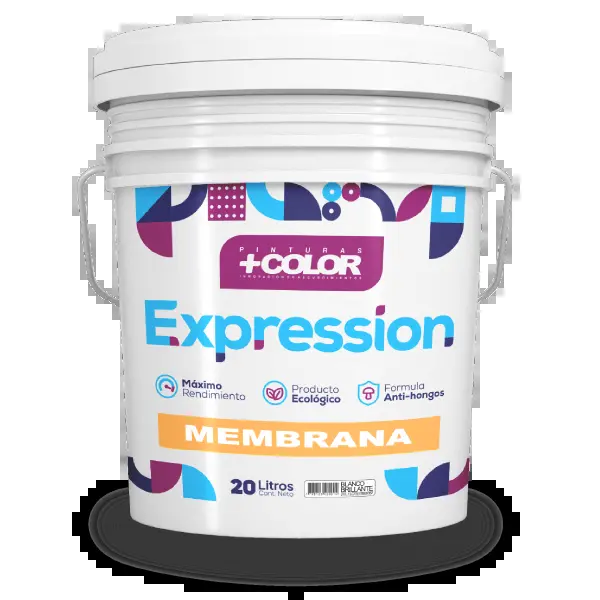 PINTURAS
+COLOR
Expression
Máximo
Rendimiento
Producto
Ecológico
Formula
Anti-hongos
MEMBRANA
20 Litros
Cont. Neto
BLANCO
BRILLANTE